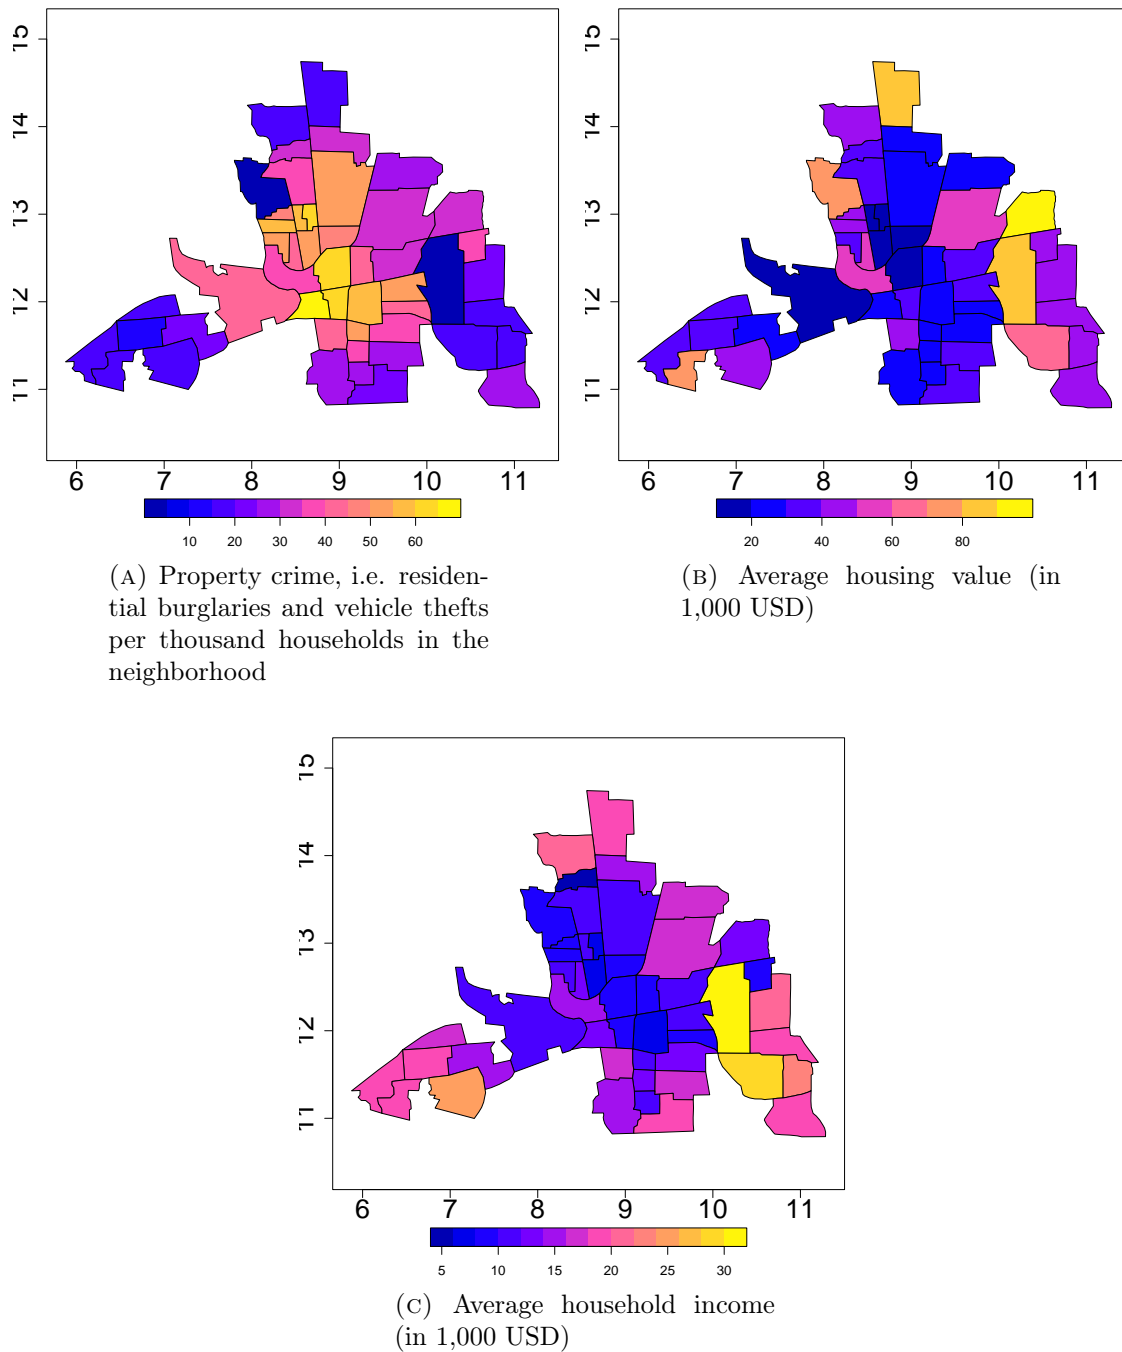 15
14
13
12
11
6 7 8 9 10 11
10 20 30 40 50 60
(A) Property crime, i.e. residen-
tial burglaries and vehicle thefts
per thousand households in the
neighborhood
15
14
13
12
11
6 7 8 9 10 11
20 40 60 80
(B) Average housing value (in
1,000 USD)
15
14
13
12
11
6 7 8 9 10 11
5 10 15 20 25 30
(C) Average household income
(in 1,000 USD)